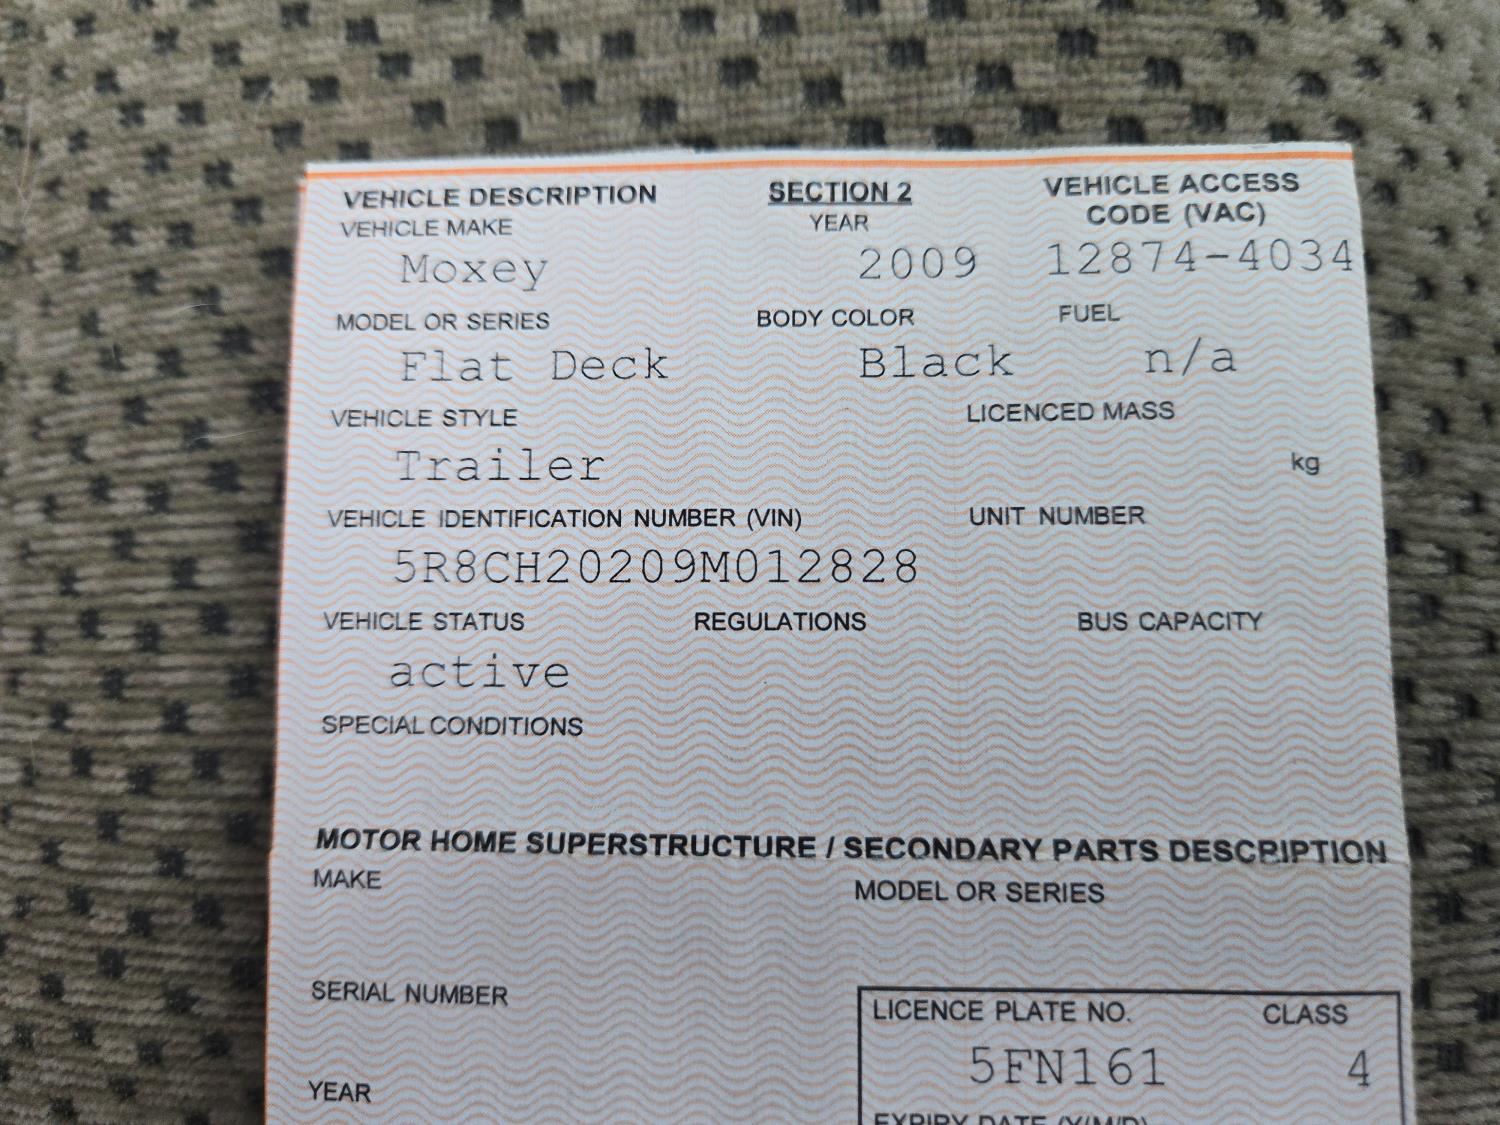 VEHICLE DESCRIPTION SECTION 2 VEHICLE ACCESS
VEHICLE MAKE YEAR CODE (VAC)
Moxey 2009 12874-4034
MODEL OR SERIES BODY COLOR FUEL
Flat Deck Black n/a
VEHICLE STYLE LICENCED MASS
Trailer kg
VEHICLE IDENTIFICATION NUMBER (VIN) UNIT NUMBER
5R8CH20209M012828
VEHICLE STATUS REGULATIONS BUS CAPACITY
active
SPECIAL CONDITIONS
MOTOR HOME SUPERSTRUCTURE / SECONDARY PARTS DESCRIPTION
MAKE MODEL OR SERIES
SERIAL NUMBER
LICENCE PLATE NO. CLASS
5FN161 4
YEAR
EXPIRY DATE (Y/M/D)